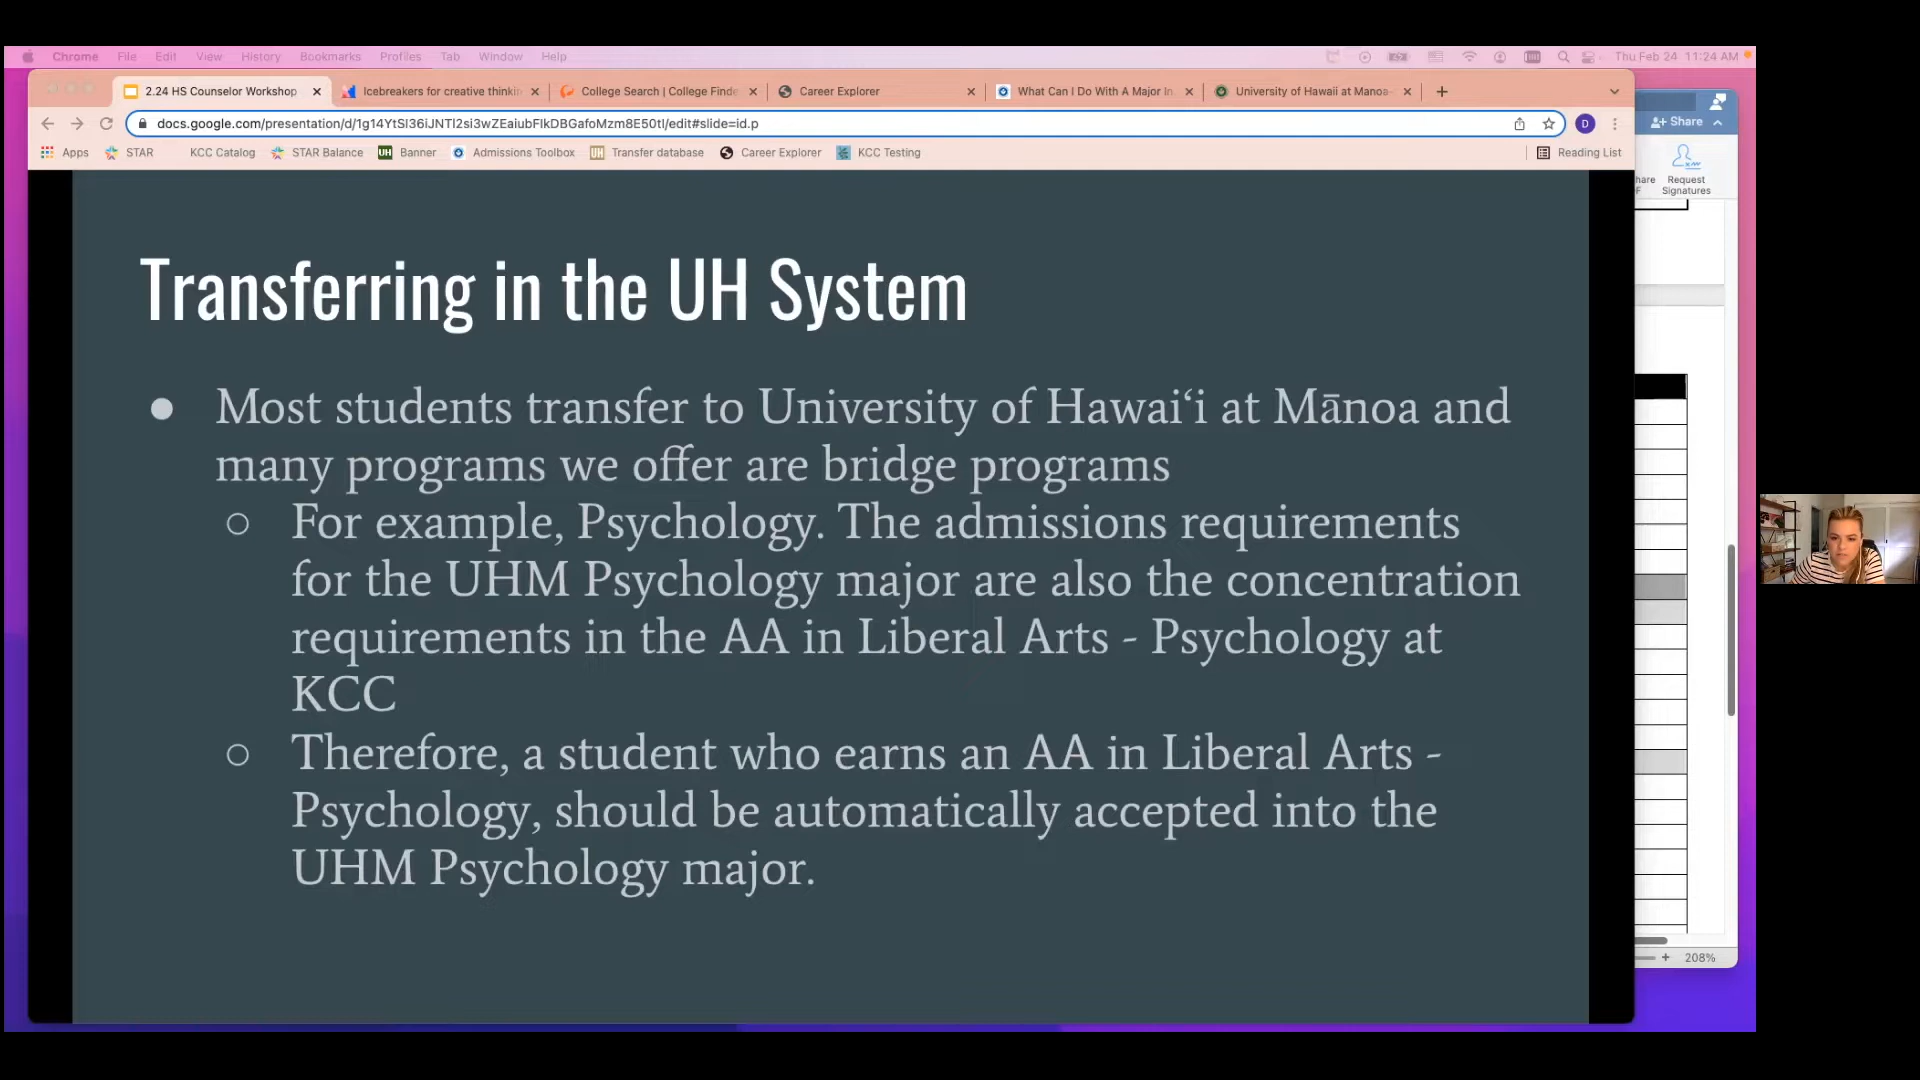 Chrome File Edit View History Bookmarks Profiles Tab Window Help Thu Feb 24 11:24 AM
2.24 HS Counselor Workshop Icebreakers for creative thinkin College Search | College Finde Career Explorer What Can I Do With A Major In University of Hawaii at Manoa
docs.google.com/presentation/d/1g14YtSl36iJNTl2si3wZEaiubFlkDBGafoMzm8E50tI/edit#slide=id.p D
Apps STAR KCC Catalog STAR Balance UH Banner Admissions Toolbox UH Transfer database Career Explorer KCC Testing Reading List
Share
Request
Signatures
Transferring in the UH System
● Most students transfer to University of Hawaiʻi at Mānoa and
many programs we offer are bridge programs
○ For example, Psychology. The admissions requirements
for the UHM Psychology major are also the concentration
requirements in the AA in Liberal Arts - Psychology at
KCC
○ Therefore, a student who earns an AA in Liberal Arts -
Psychology, should be automatically accepted into the
UHM Psychology major.
208%